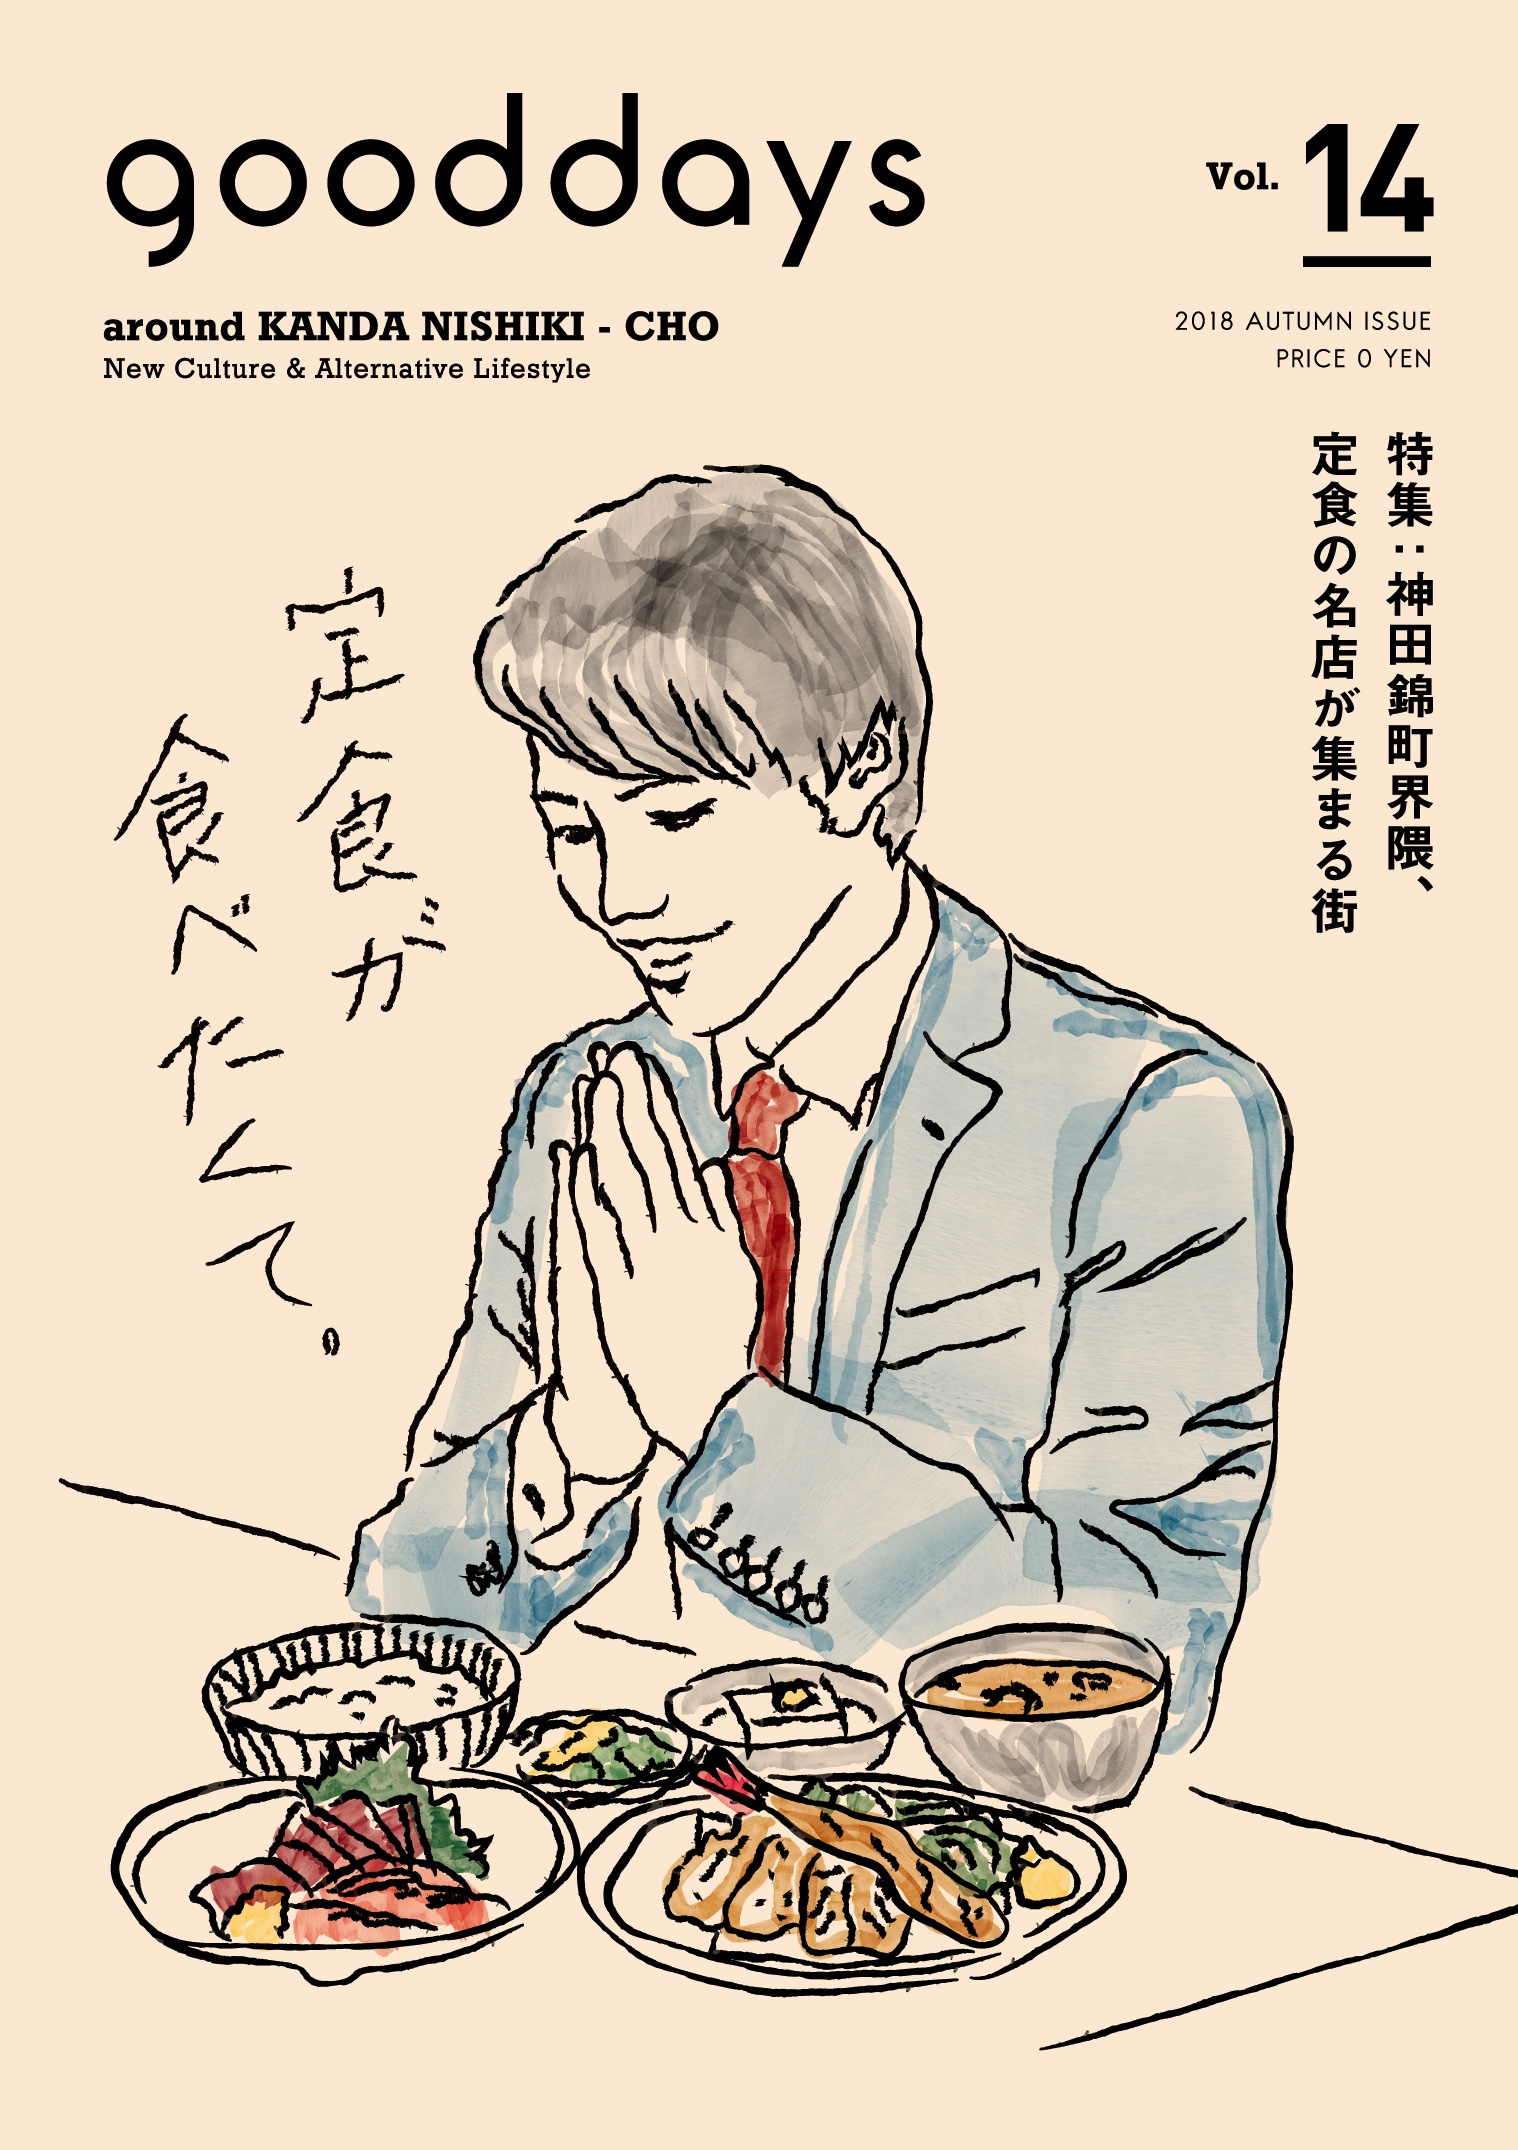 gooddays
Vol. 14
around KANDA NISHIKI - CHO
New Culture & Alternative Lifestyle
2018 AUTUMN ISSUE
PRICE 0 YEN
特集：神田錦町界隈、
定食の名店が集まる街
定食ガ
食べたくて。